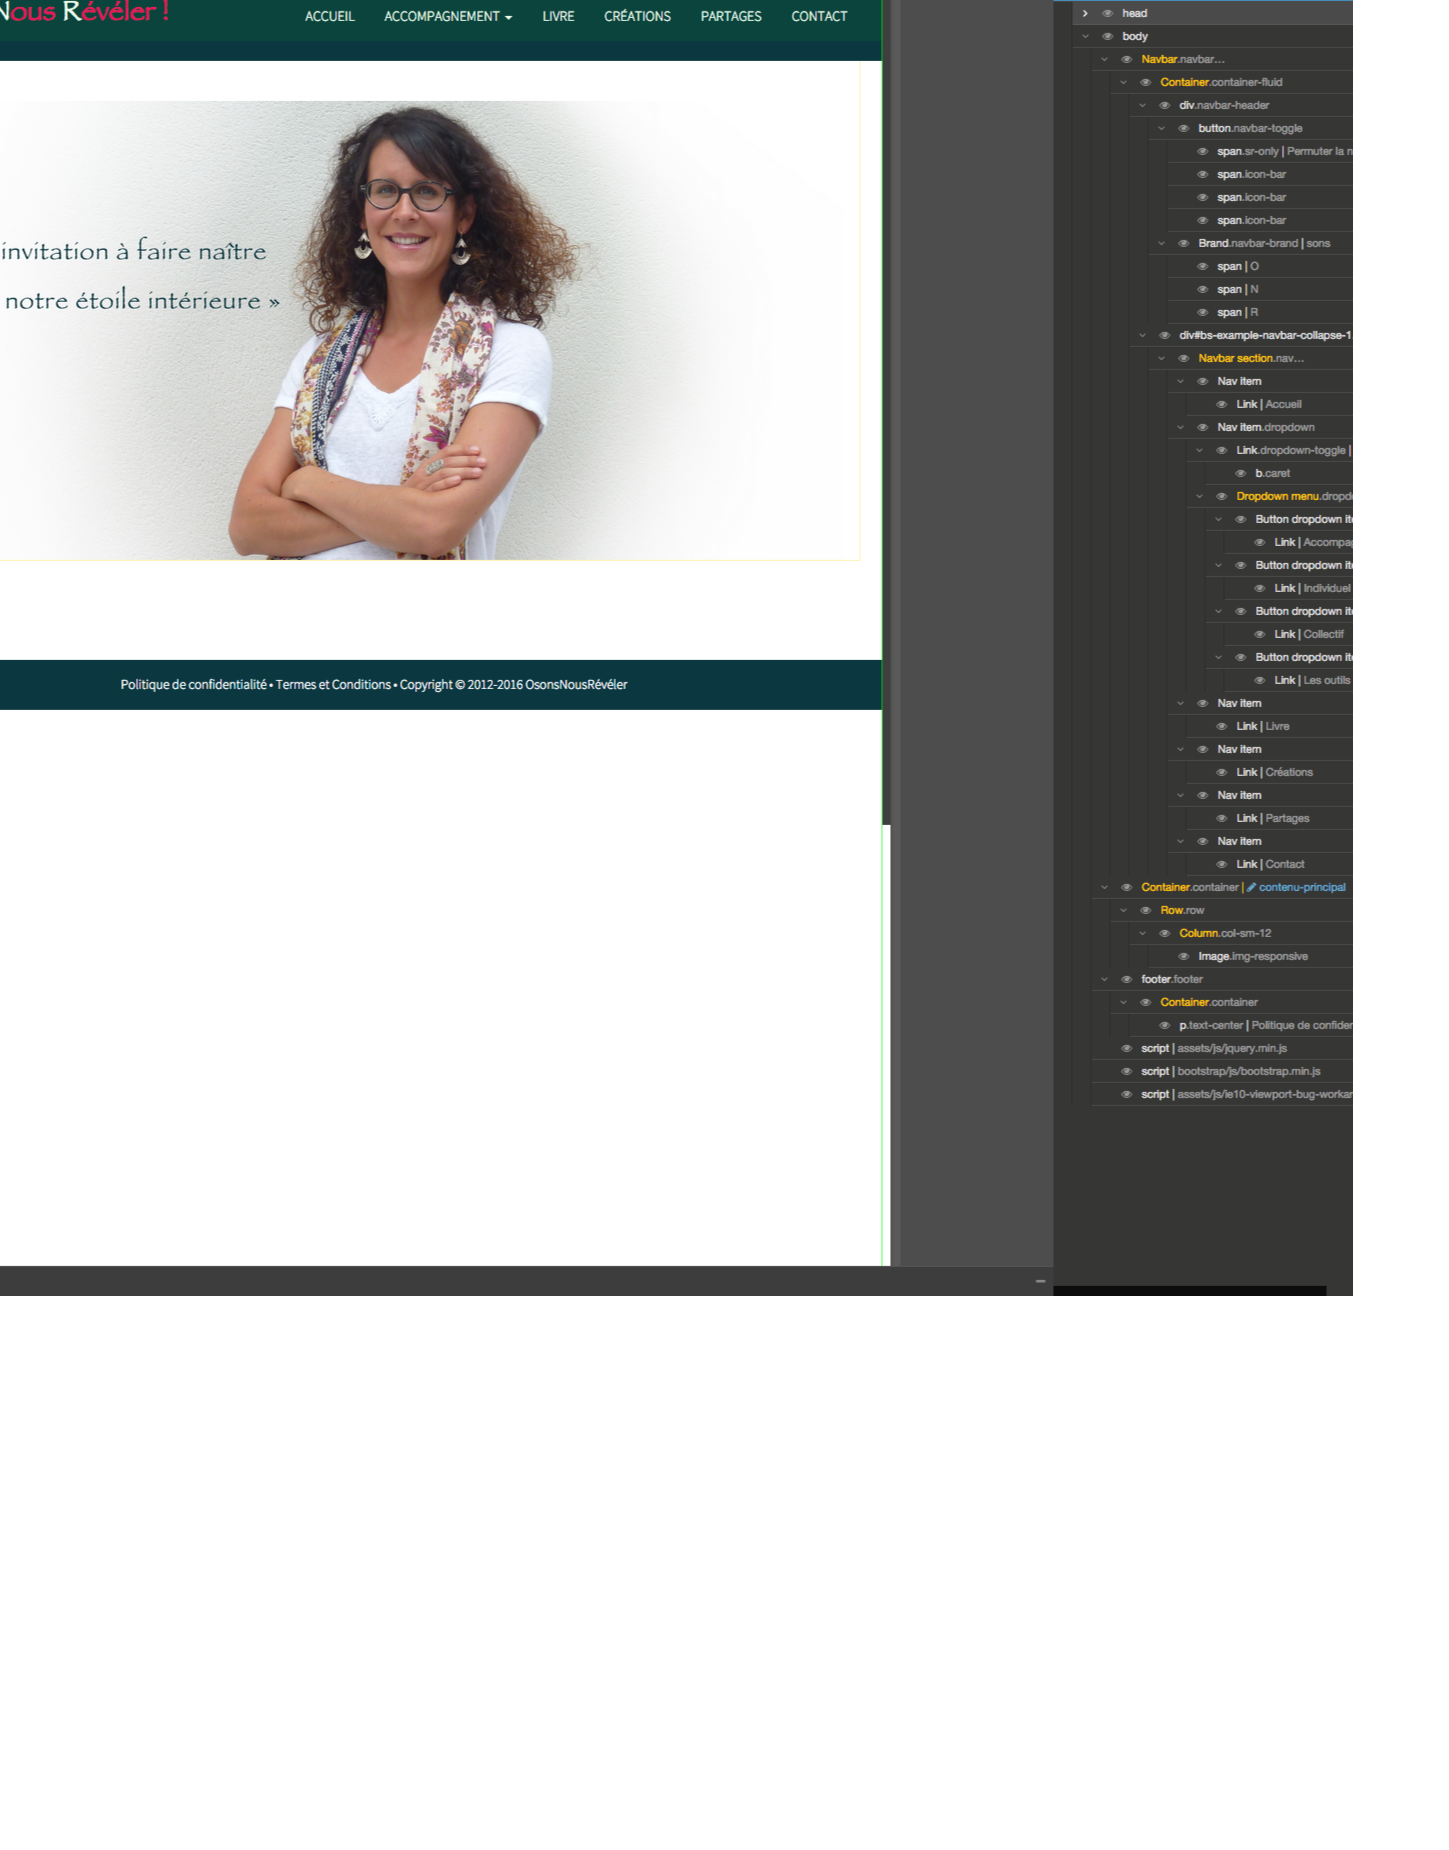 Nous Révéler !
ACCUEIL ACCOMPAGNEMENT LIVRE CRÉATIONS PARTAGES CONTACT
invitation à faire naître
notre étoile intérieure »
Politique de confidentialité • Termes et Conditions • Copyright © 2012-2016 OsonsNousRévéler
head
body
Navbar.navbar...
Container.container-fluid
div.navbar-header
button.navbar-toggle
span.sr-only | Permuter la n
span.icon-bar
span.icon-bar
span.icon-bar
Brand.navbar-brand | sons
span | O
span | N
span | R
div#bs-example-navbar-collapse-1
Navbar section.nav...
Nav item
Link | Accueil
Nav item.dropdown
Link.dropdown-toggle |
b.caret
Dropdown menu.dropd
Button dropdown ite
Link | Accompag
Button dropdown ite
Link | Individuel
Button dropdown ite
Link | Collectif
Button dropdown ite
Link | Les outils
Nav item
Link | Livre
Nav item
Link | Créations
Nav item
Link | Partages
Nav item
Link | Contact
Container.container | contenu-principal
Row.row
Column.col-sm-12
Image.img-responsive
footer.footer
Container.container
p.text-center | Politique de confiden
script | assets/js/jquery.min.js
script | bootstrap/js/bootstrap.min.js
script | assets/js/ie10-viewport-bug-workar